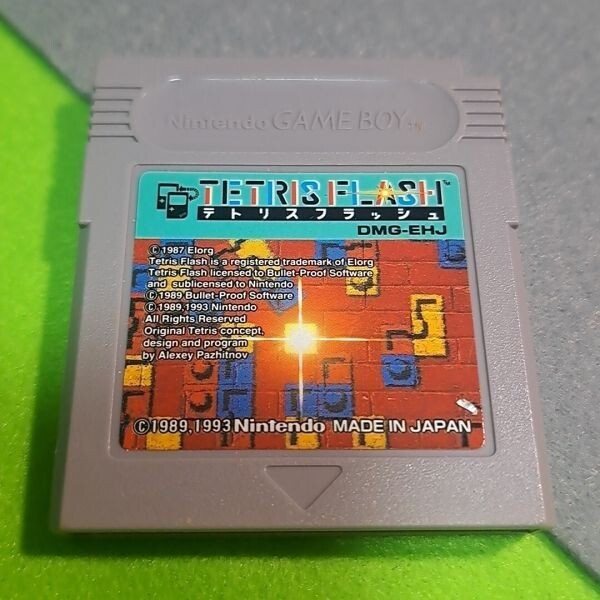 Nintendo GAME BOY TM
TETRIS FLASH™
テトリスフラッシュ
DMG-EHJ
©1987 Elorg
Tetris Flash is a registered trademark of Elorg
Tetris Flash licensed to Bullet-Proof Software
and sublicensed to Nintendo
©1989 Bullet-Proof Software
©1989,1993 Nintendo
All Rights Reserved
Original Tetris concept,
design and program
by Alexey Pazhitnov
©1989,1993 Nintendo MADE IN JAPAN